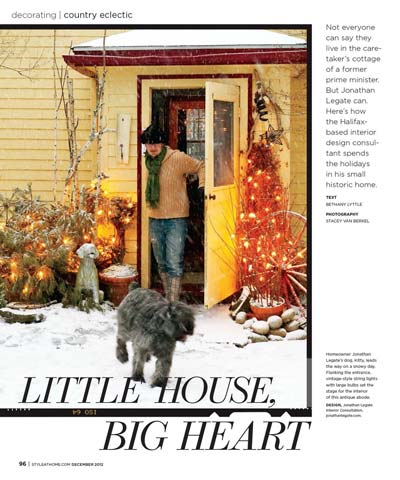 decorating | country eclectic
Not everyone
can say they
live in the care-
taker's cottage
of a former
prime minister.
But Jonathan
Legate can.
Here's how
the Halifax-
based interior
design consul-
tant spends
the holidays
in his small
historic home.
TEXT
BETHANY LYTTLE
PHOTOGRAPHY
STACEY VAN BERKEL
Homeowner Jonathan
Legate's dog, Kitty, leads
the way on a snowy day.
Flanking the entrance,
vintage-style string lights
with large bulbs set the
stage for the interior
of this antique abode.
DESIGN, Jonathan Legate
Interior Consultation,
jonathanlegate.com.
LITTLE HOUSE,
1SO 64
BIG HEART
96 | STYLEATHOME.COM DECEMBER 2012